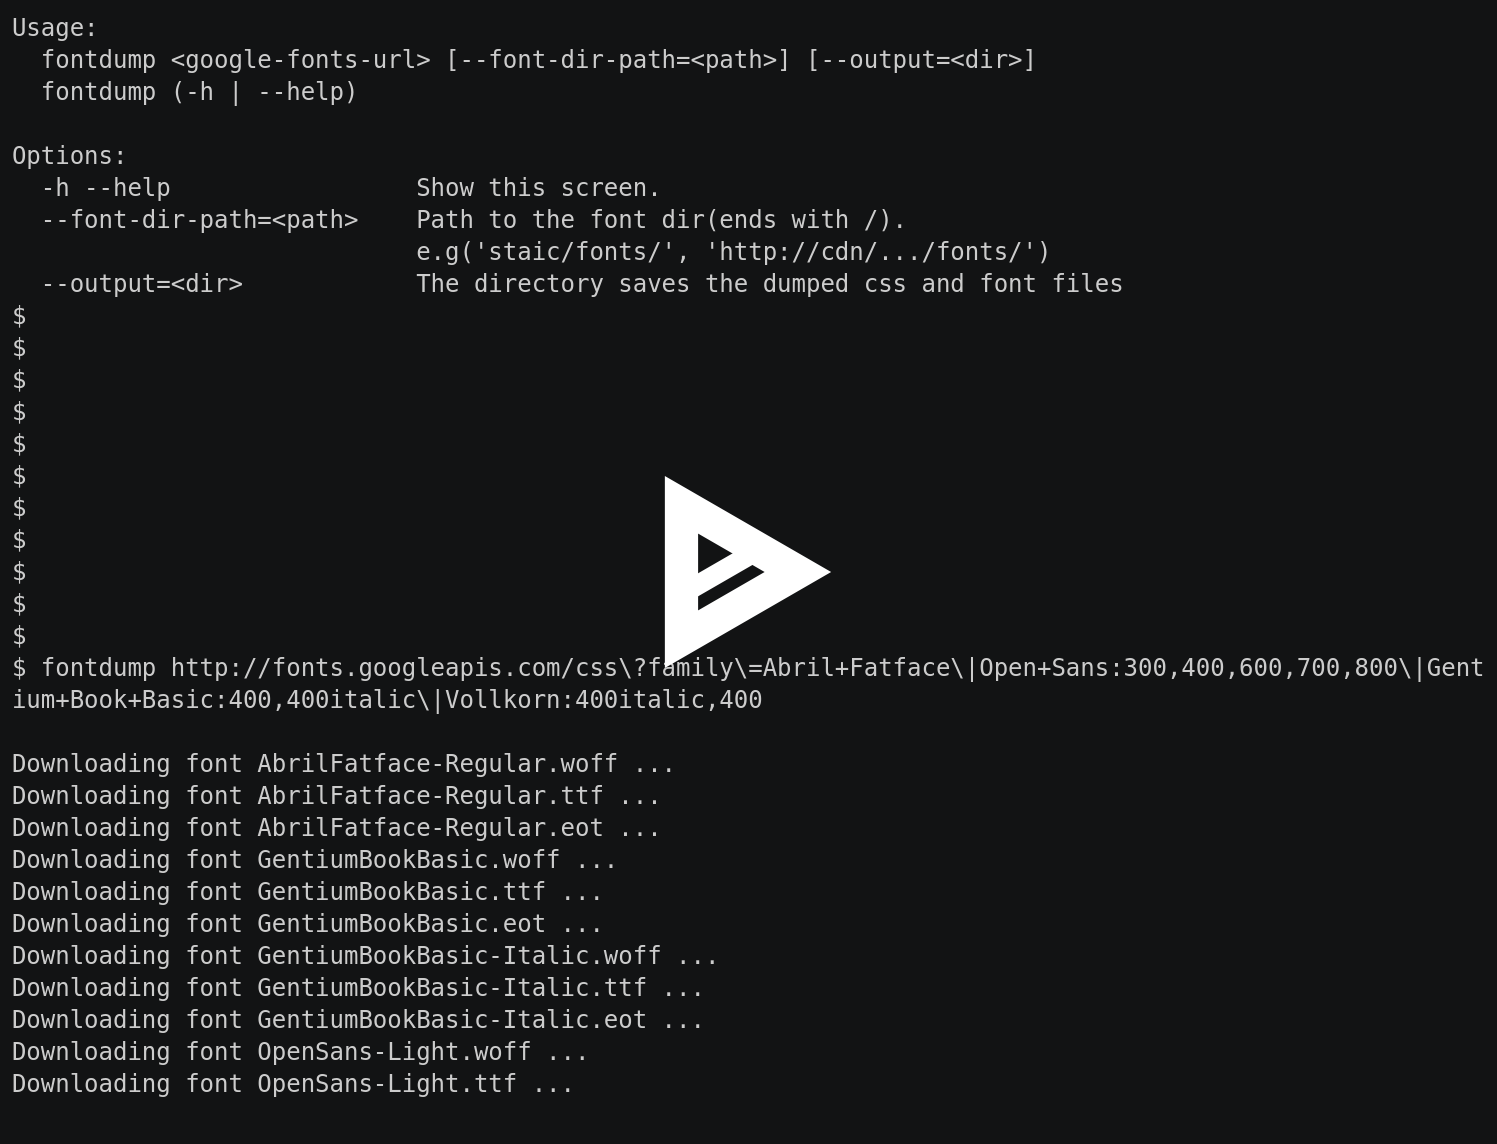 Usage:
  fontdump <google-fonts-url> [--font-dir-path=<path>] [--output=<dir>]
  fontdump (-h | --help)

Options:
  -h --help                 Show this screen.
  --font-dir-path=<path>    Path to the font dir(ends with /).
                            e.g('staic/fonts/', 'http://cdn/.../fonts/')
  --output=<dir>            The directory saves the dumped css and font files
$
$
$
$
$
$
$
$
$
$
$
$ fontdump http://fonts.googleapis.com/css\?family\=Abril+Fatface\|Open+Sans:300,400,600,700,800\|Gent
ium+Book+Basic:400,400italic\|Vollkorn:400italic,400

Downloading font AbrilFatface-Regular.woff ...
Downloading font AbrilFatface-Regular.ttf ...
Downloading font AbrilFatface-Regular.eot ...
Downloading font GentiumBookBasic.woff ...
Downloading font GentiumBookBasic.ttf ...
Downloading font GentiumBookBasic.eot ...
Downloading font GentiumBookBasic-Italic.woff ...
Downloading font GentiumBookBasic-Italic.ttf ...
Downloading font GentiumBookBasic-Italic.eot ...
Downloading font OpenSans-Light.woff ...
Downloading font OpenSans-Light.ttf ...